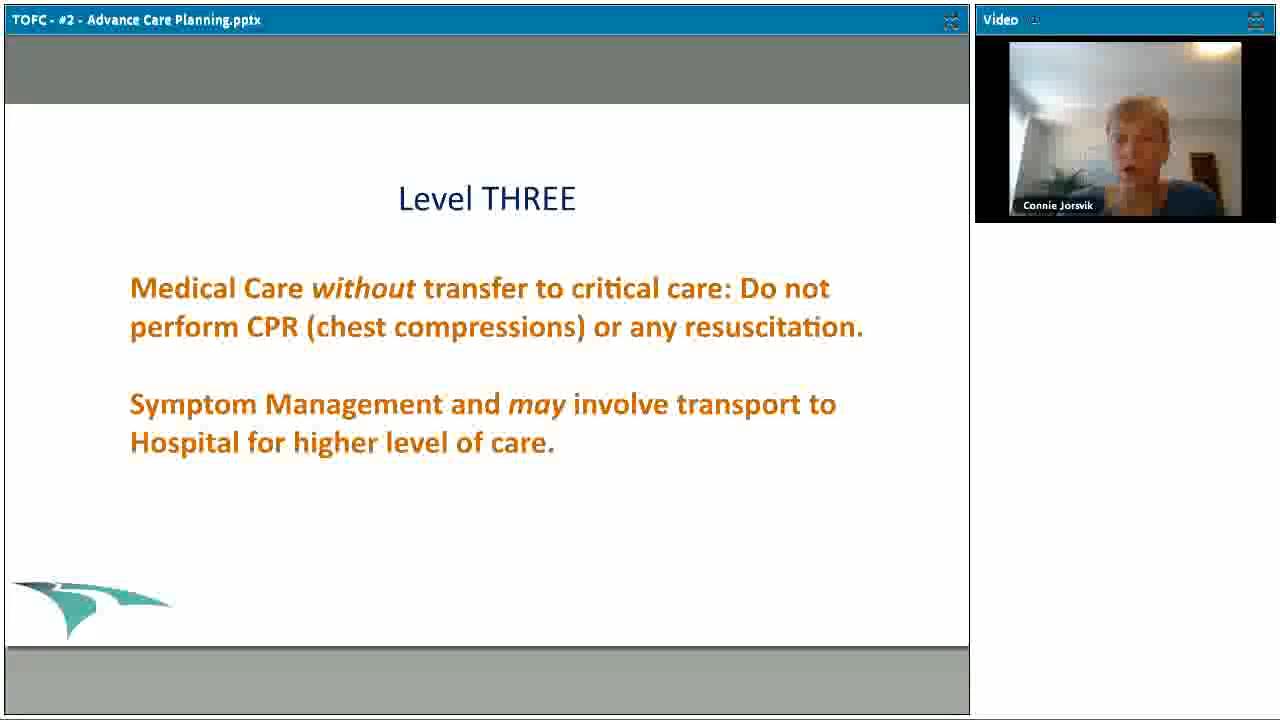 TOFC - #2 - Advance Care Planning.pptx
Video
Level THREE
Medical Care without transfer to critical care: Do not
perform CPR (chest compressions) or any resuscitation.
Symptom Management and may involve transport to
Hospital for higher level of care.
Connie Jorsvik